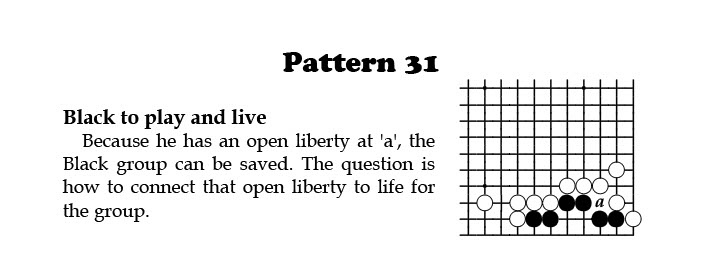 Pattern 31
Black to play and live
Because he has an open liberty at 'a', the
Black group can be saved. The question is
how to connect that open liberty to life for
the group.
a